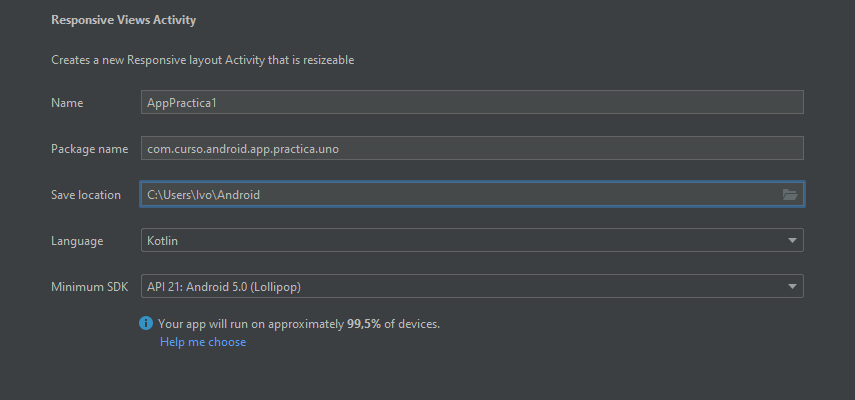 Responsive Views Activity
Creates a new Responsive layout Activity that is resizeable
Name AppPractica1
Package name com.curso.android.app.practica.uno
Save location C:\Users\Ivo\Android
Language Kotlin
Minimum SDK API 21: Android 5.0 (Lollipop)
Your app will run on approximately 99,5% of devices.
Help me choose